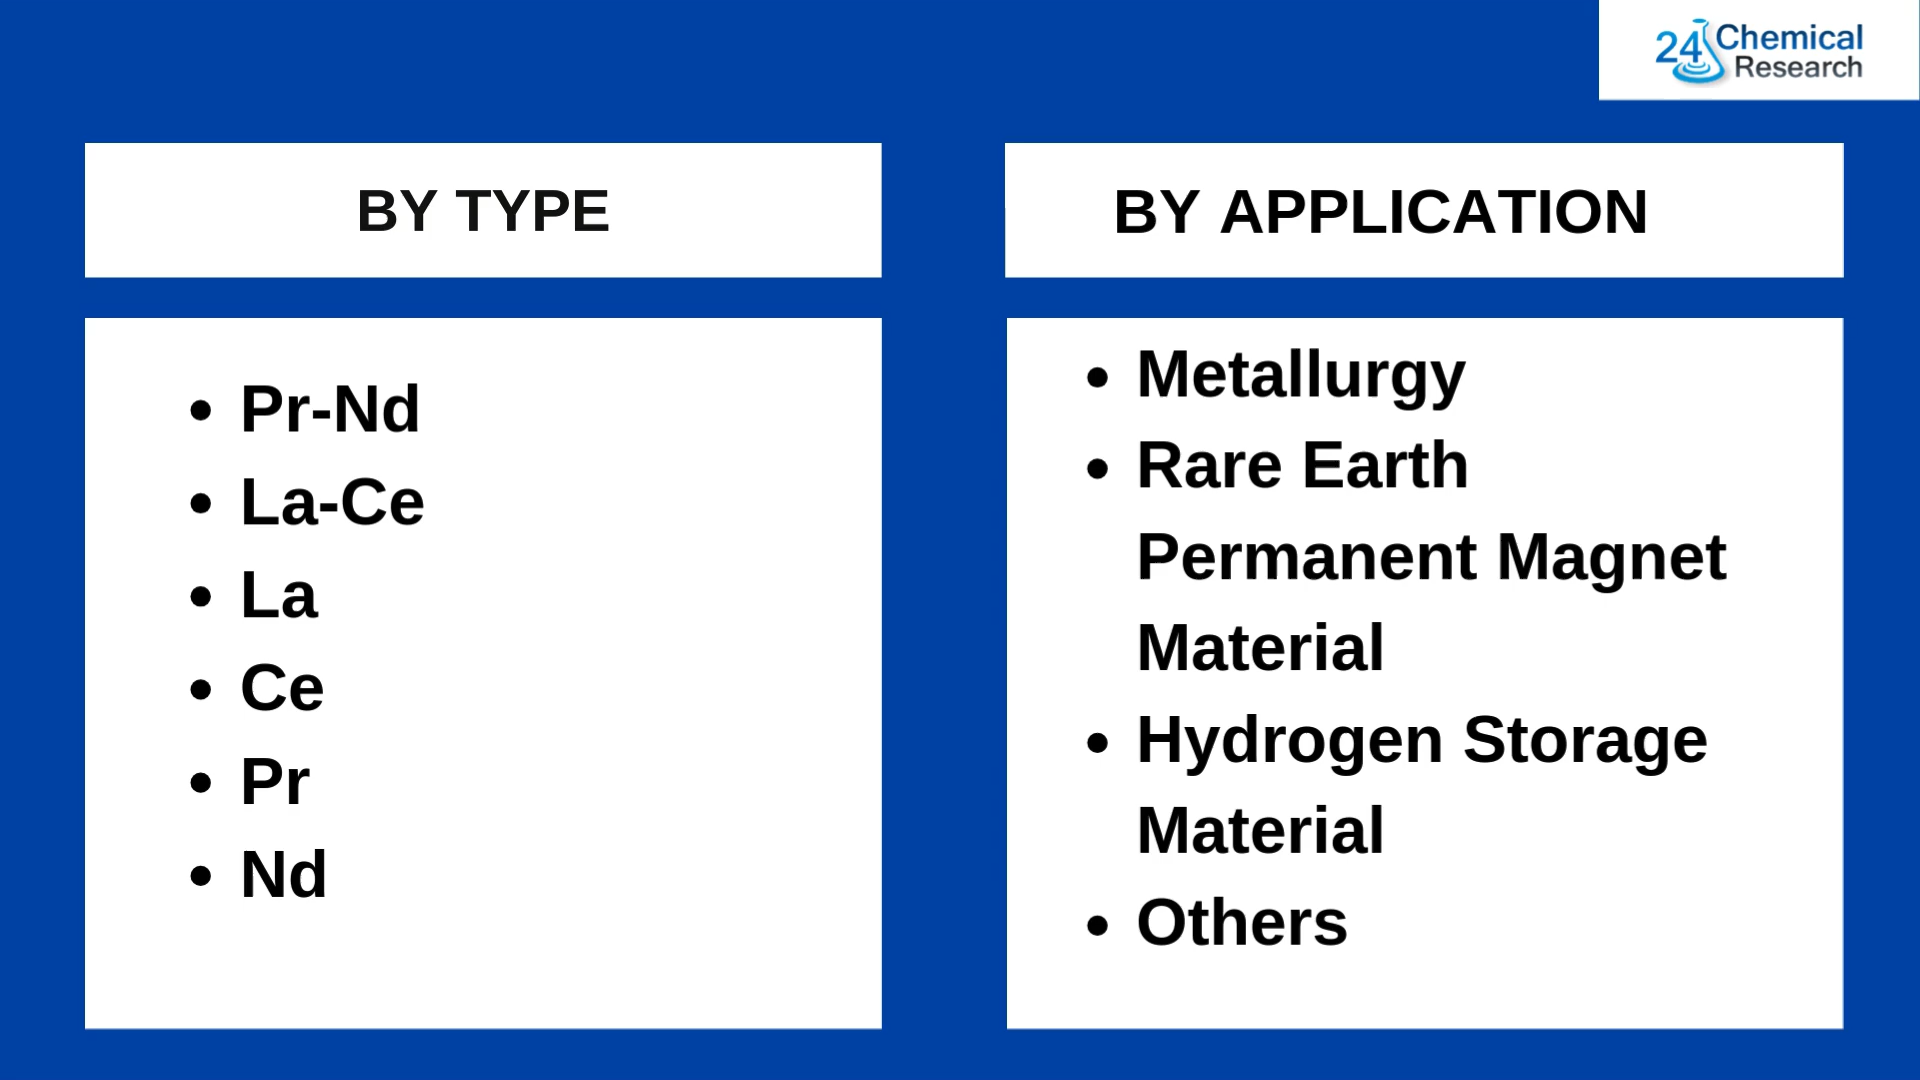 24 Chemical
Research
BY TYPE
BY APPLICATION
• Pr-Nd
• La-Ce
• La
• Ce
• Pr
• Nd
• Metallurgy
• Rare Earth
Permanent Magnet
Material
• Hydrogen Storage
Material
• Others